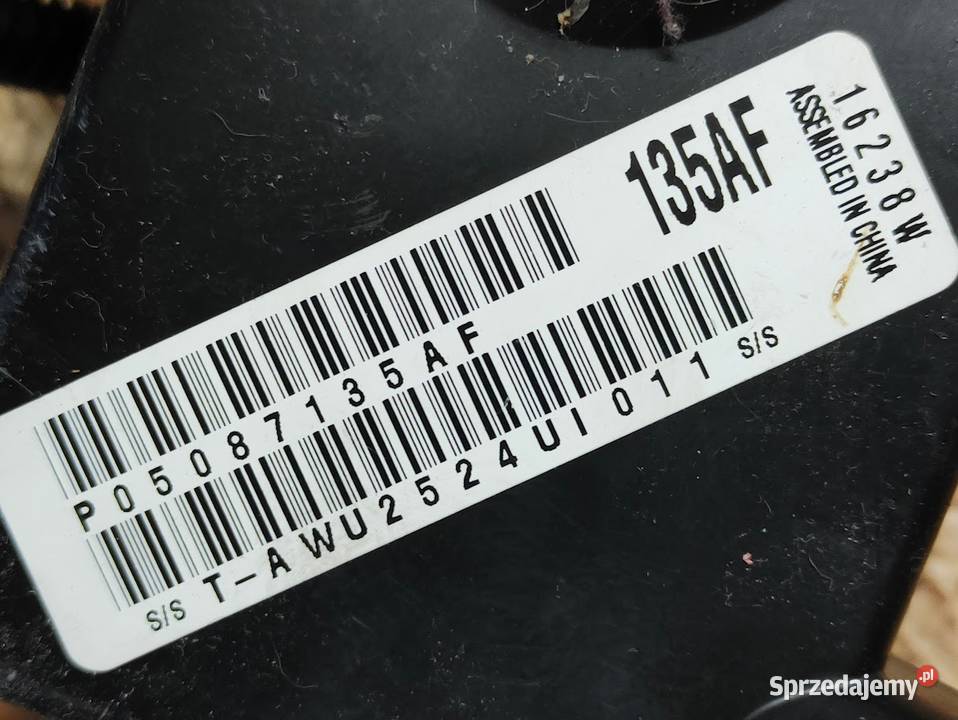 135AF
16238W
ASSEMBLED IN CHINA
P05087135AF
S/S T-AWU2524UI011 S/S
Sprzedajemy.pl